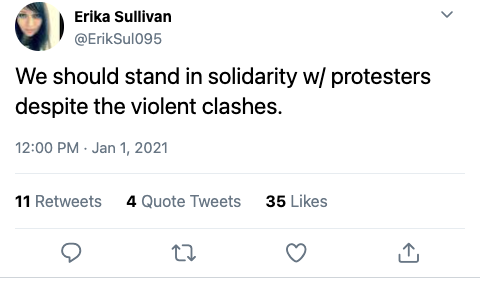 Erika Sullivan
@ErikSul095
We should stand in solidarity w/ protesters
despite the violent clashes.
12:00 PM · Jan 1, 2021
11 Retweets 4 Quote Tweets 35 Likes